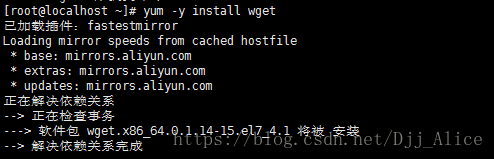 [root@localhost ~]# yum -y install wget
已加载插件：fastestmirror
Loading mirror speeds from cached hostfile
 * base: mirrors.aliyun.com
 * extras: mirrors.aliyun.com
 * updates: mirrors.aliyun.com
正在解决依赖关系
--> 正在检查事务
---> 软件包 wget.x86_64.0.1.14-15.el7_4.1 将被 安装
--> 解决依赖关系完成
https://blog.csdn.net/Djj_Alice